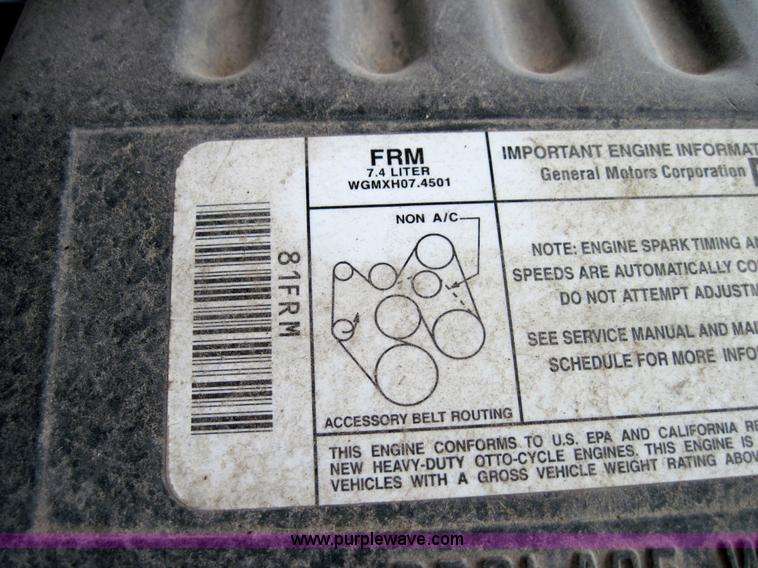 FRM
7.4 LITER
WGMXH07.4501
IMPORTANT ENGINE INFORMAT
General Motors Corporation
81FRM
NON A/C
NOTE: ENGINE SPARK TIMING A
SPEEDS ARE AUTOMATICALLY CO
DO NOT ATTEMPT ADJUSTM
SEE SERVICE MANUAL AND MAI
SCHEDULE FOR MORE INFO
ACCESSORY BELT ROUTING
THIS ENGINE CONFORMS TO U.S. EPA AND CALIFORNIA RE
NEW HEAVY-DUTY OTTO-CYCLE ENGINES. THIS ENGINE IS
VEHICLES WITH A GROSS VEHICLE WEIGHT RATING ABOV
www.purplewave.com